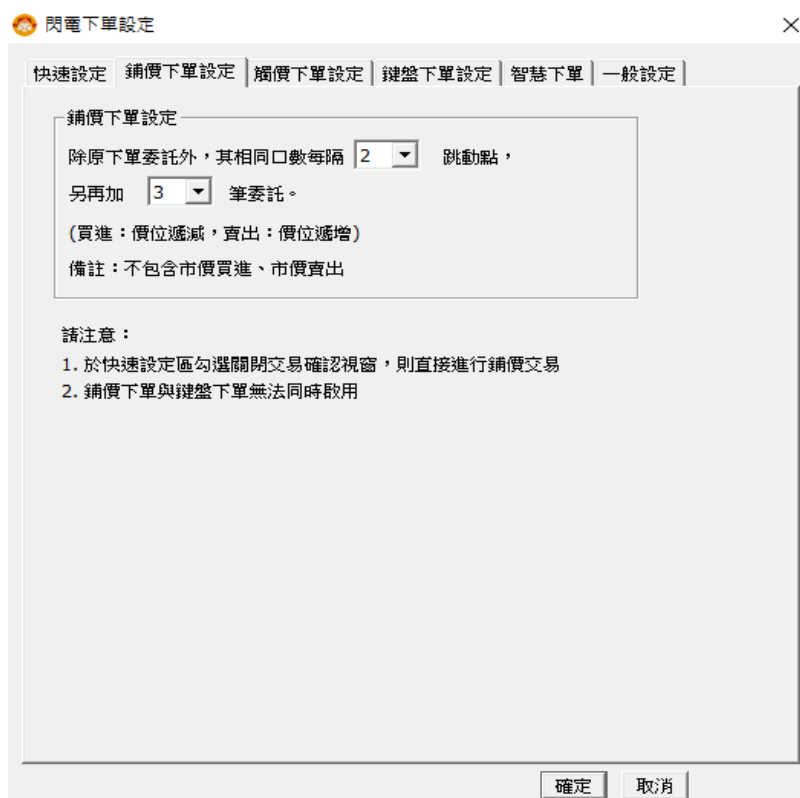 閃電下單設定
快速設定 鋪價下單設定 觸價下單設定 鍵盤下單設定 智慧下單 一般設定
鋪價下單設定
除原下單委託外，其相同口數每隔 2 跳動點，
另再加 3 筆委託。
(買進：價位遞減，賣出：價位遞增)
備註：不包含市價買進、市價賣出
請注意：
1. 於快速設定區勾選關閉交易確認視窗，則直接進行鋪價交易
2. 鋪價下單與鍵盤下單無法同時啟用
確定 取消